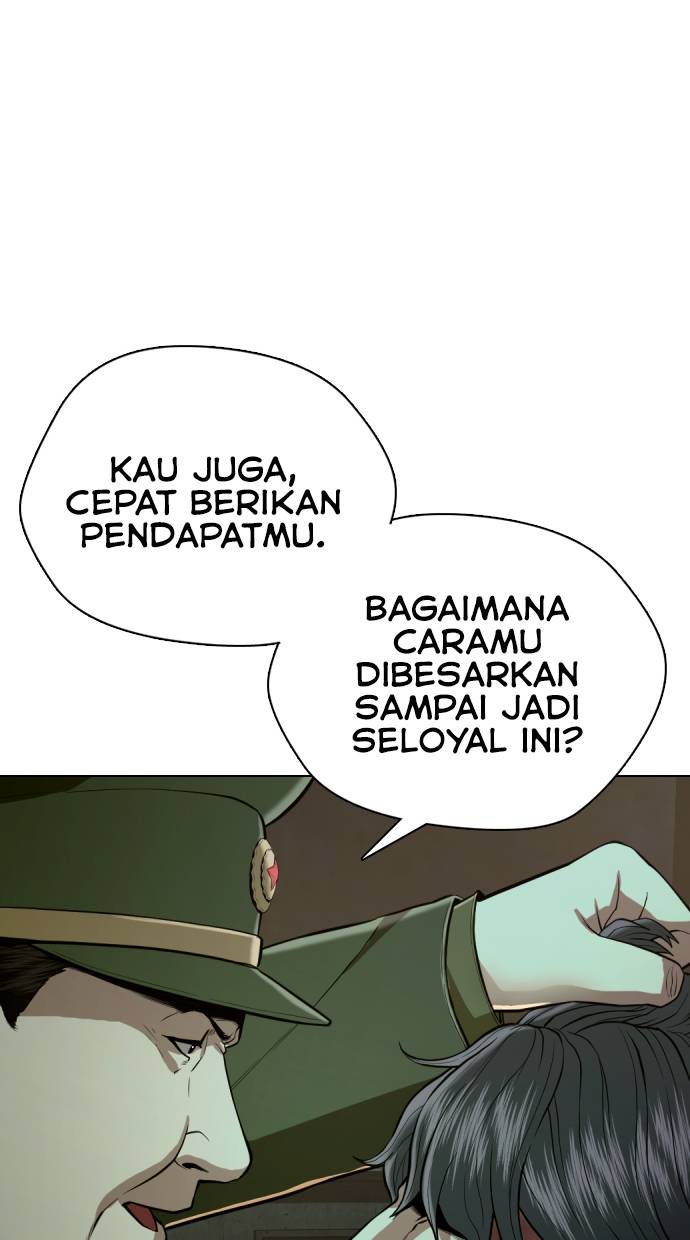 KAU JUGA,
CEPAT BERIKAN
PENDAPATMU.
BAGAIMANA
CARAMU
DIBESARKAN
SAMPAI JADI
SELOYAL INI?